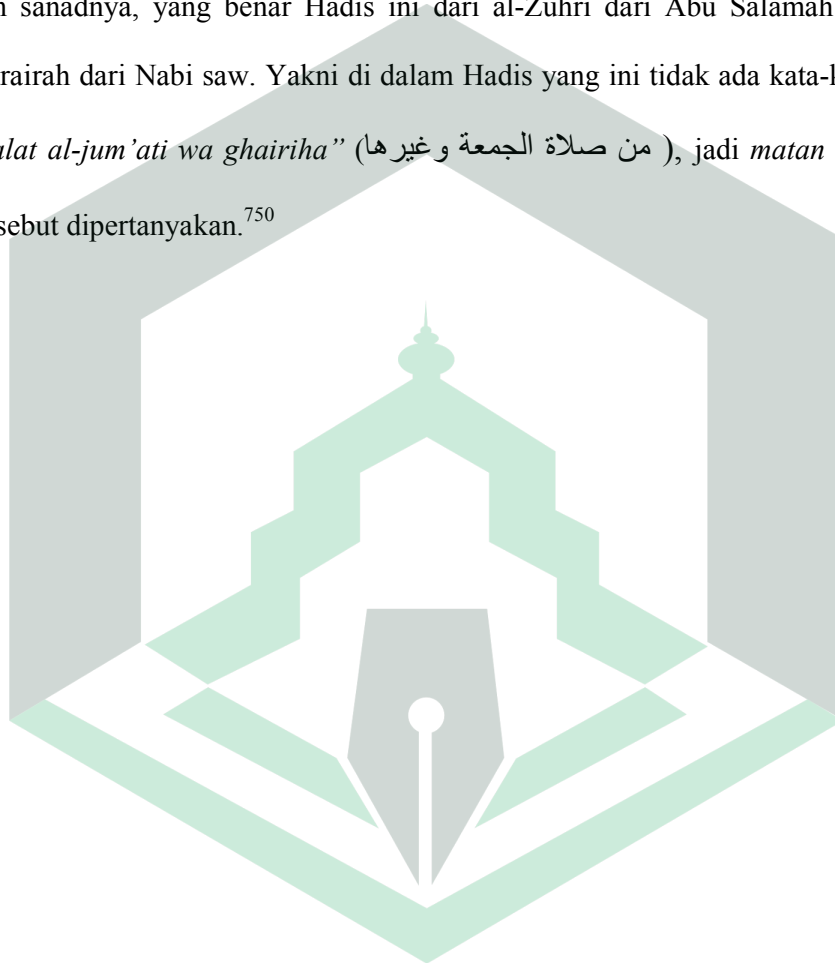 n sanadnya, yang benar Hadis ini dari al-Zuhri dari Abu Salamah
rairah dari Nabi saw. Yakni di dalam Hadis yang ini tidak ada kata-k
alat al-jum’ati wa ghairiha” (من صلاة الجمعة وغيرها ), jadi matan
sebut dipertanyakan.750